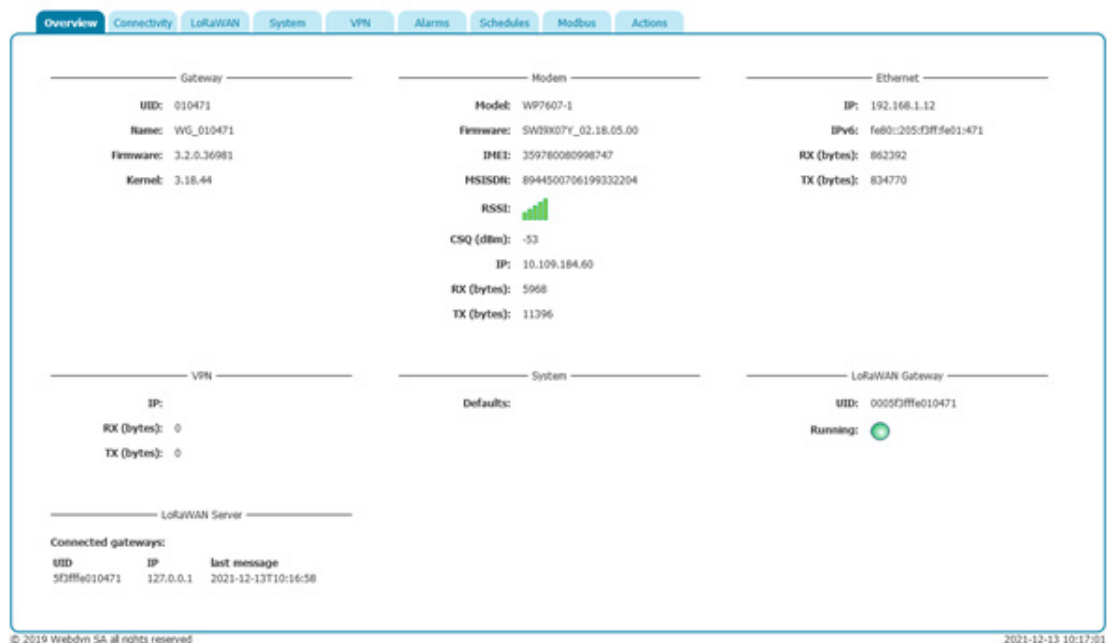 Overview Connectivity LoRaWAN System VPN Alarms Schedules Modbus Actions
Gateway
UID: 010471
Name: WG_010471
Firmware: 3.2.0.36981
Kernel: 3.18.44
Modem
Model: WP7607-1
Firmware: SWI9X07Y_02.18.05.00
IMEI: 359780080998747
MSISDN: 8944500706199332204
RSSI:
CSQ (dBm): -53
IP: 10.109.184.60
RX (bytes): 5968
TX (bytes): 11396
Ethernet
IP: 192.168.1.12
IPv6: fe80::205:f3ff:fe01:471
RX (bytes): 862392
TX (bytes): 834770
VPN
IP:
RX (bytes): 0
TX (bytes): 0
System
Defaults:
LoRaWAN Gateway
UID: 0005f3fffe010471
Running:
LoRaWAN Server
Connected gateways:
UID IP last message
5f3fffe010471 127.0.0.1 2021-12-13T10:16:58
© 2019 Webdyn SA all rights reserved
2021-12-13 10:17:01